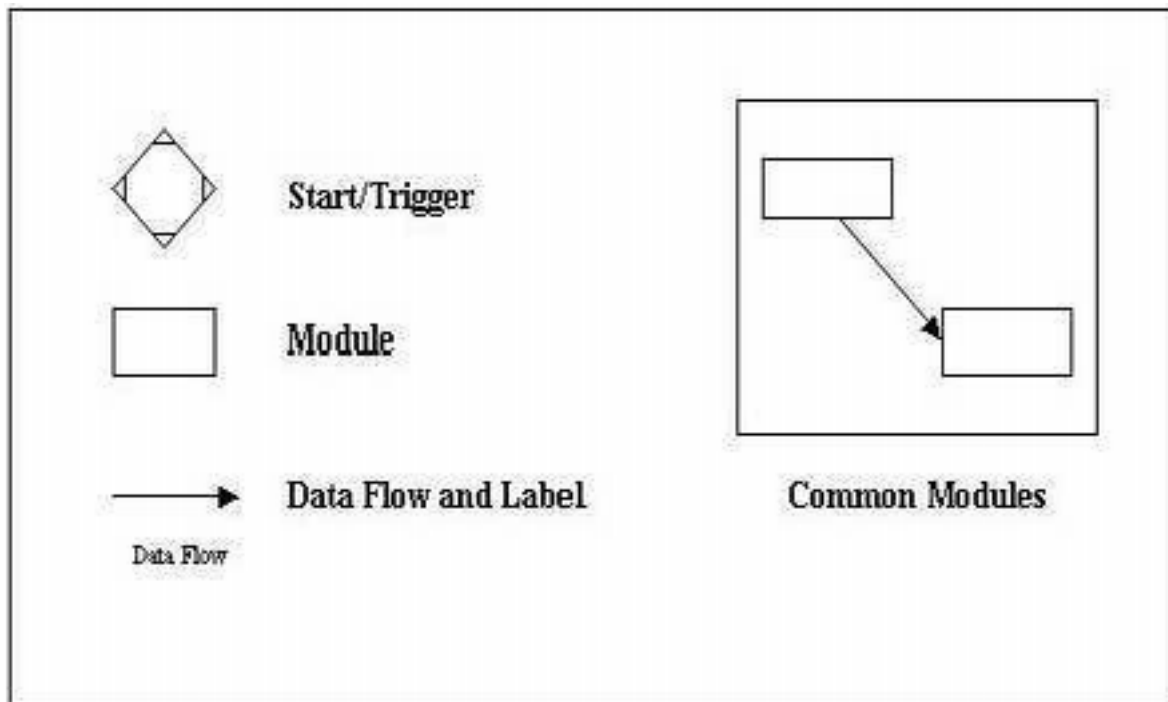 Start/Trigger
Module
Data Flow and Label
Data Flow
Common Modules